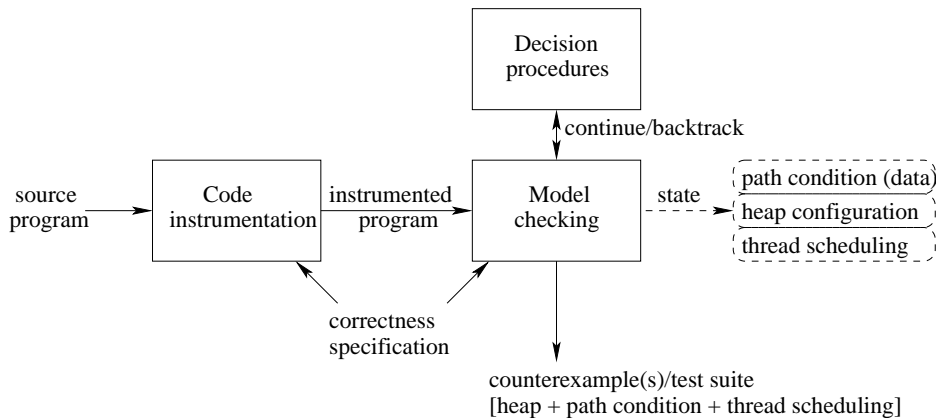 Decision
procedures
continue/backtrack
source
program
Code
instrumentation
instrumented
program
Model
checking
state
path condition (data)
heap configuration
thread scheduling
correctness
specification
counterexample(s)/test suite
[heap + path condition + thread scheduling]